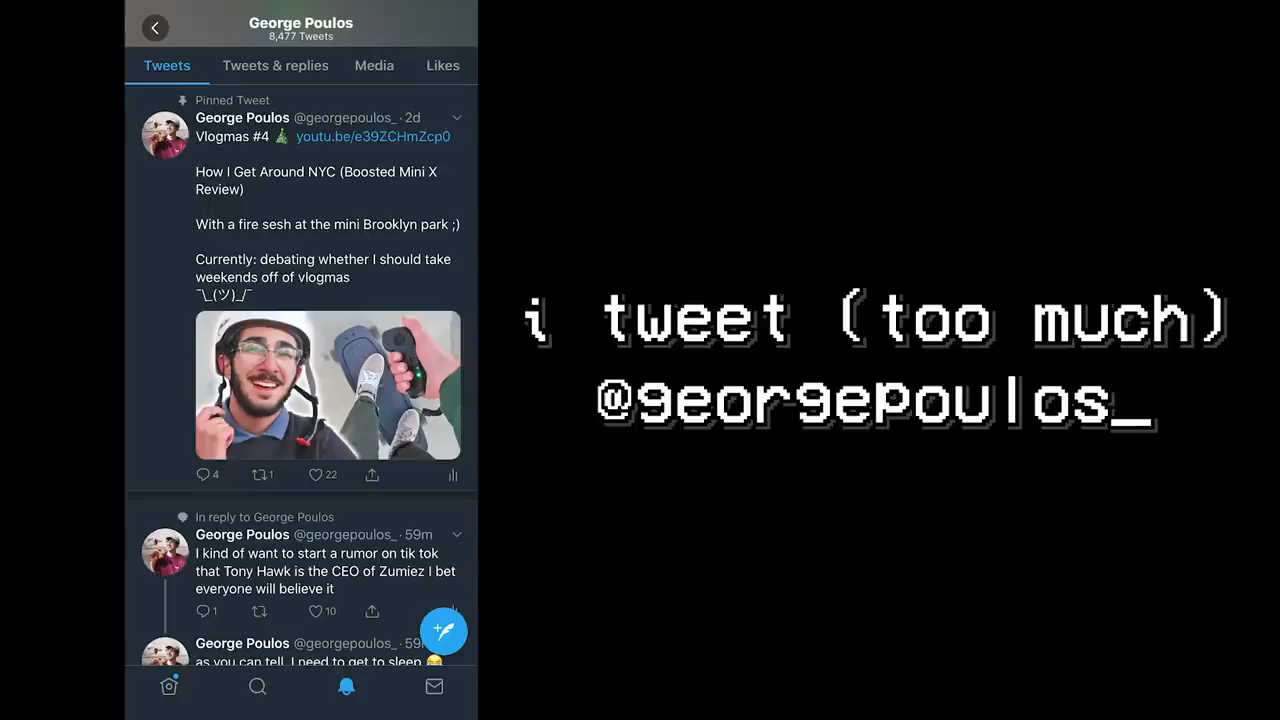 George Poulos
8,477 Tweets
Tweets Tweets & replies Media Likes
Pinned Tweet
George Poulos @georgepoulos_ · 2d
Vlogmas #4 🎄 youtu.be/e39ZCHmZcp0
How I Get Around NYC (Boosted Mini X
Review)
With a fire sesh at the mini Brooklyn park ;)
Currently: debating whether I should take
weekends off of vlogmas
¯\_(ツ)_/¯
4 1 22
In reply to George Poulos
George Poulos @georgepoulos_ · 59m
I kind of want to start a rumor on tik tok
that Tony Hawk is the CEO of Zumiez I bet
everyone will believe it
1 10
George Poulos @georgepoulos_ · 59
as you can tell, I need to get to sleep 😂
i tweet (too much)
@georgepoulos_